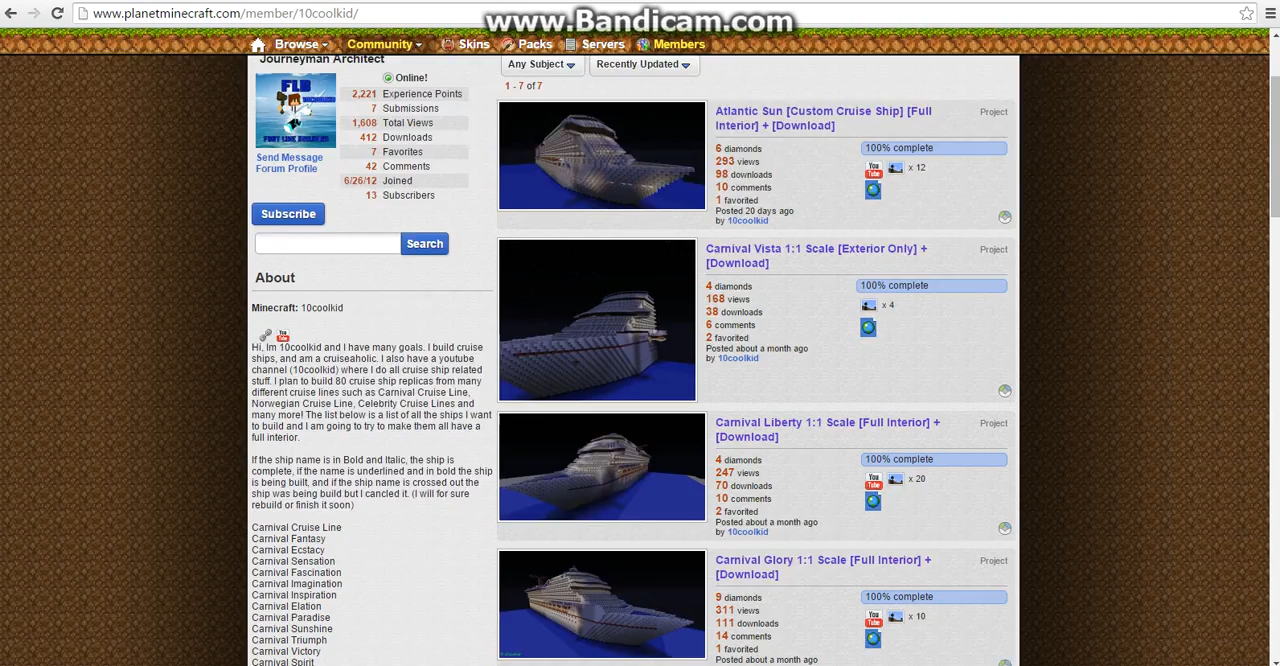 www.planetminecraft.com/member/10coolkid/
www.Bandicam.com
Browse Community Skins Packs Servers Members
Journeyman Architect
FLB
Online!
2,221 Experience Points
7 Submissions
1,608 Total Views
412 Downloads
7 Favorites
42 Comments
6/26/12 Joined
13 Subscribers
Send Message
Forum Profile
Subscribe
Search
About
Minecraft: 10coolkid
Hi, Im 10coolkid and I have many goals. I build cruise
ships, and am a cruiseaholic. I also have a youtube
channel (10coolkid) where I do all cruise ship related
stuff. I plan to build 80 cruise ship replicas from many
different cruise lines such as Carnival Cruise Line,
Norwegian Cruise Line, Celebrity Cruise Lines and
many more! The list below is a list of all the ships I want
to build and I am going to try to make them all have a
full interior.
If the ship name is in Bold and Italic, the ship is
complete, if the name is underlined and in bold the ship
is being built, and if the ship name is crossed out the
ship was being build but I cancled it. (I will for sure
rebuild or finish it soon)
Carnival Cruise Line
Carnival Fantasy
Carnival Ecstacy
Carnival Sensation
Carnival Fascination
Carnival Imagination
Carnival Inspiration
Carnival Elation
Carnival Paradise
Carnival Sunshine
Carnival Triumph
Carnival Victory
Carnival Spirit
Any Subject Recently Updated
1 - 7 of 7
Atlantic Sun [Custom Cruise Ship] [Full
Interior] + [Download]
Project
6 diamonds
293 views
98 downloads
10 comments
1 favorited
Posted 20 days ago
by 10coolkid
100% complete
You Tube x 12
Carnival Vista 1:1 Scale [Exterior Only] +
[Download]
Project
4 diamonds
168 views
38 downloads
6 comments
2 favorited
Posted about a month ago
by 10coolkid
100% complete
x 4
Carnival Liberty 1:1 Scale [Full Interior] +
[Download]
Project
4 diamonds
247 views
70 downloads
10 comments
2 favorited
Posted about a month ago
by 10coolkid
100% complete
You Tube x 20
Carnival Glory 1:1 Scale [Full Interior] +
[Download]
Project
9 diamonds
311 views
111 downloads
14 comments
1 favorited
Posted about a month ago
100% complete
You Tube x 10